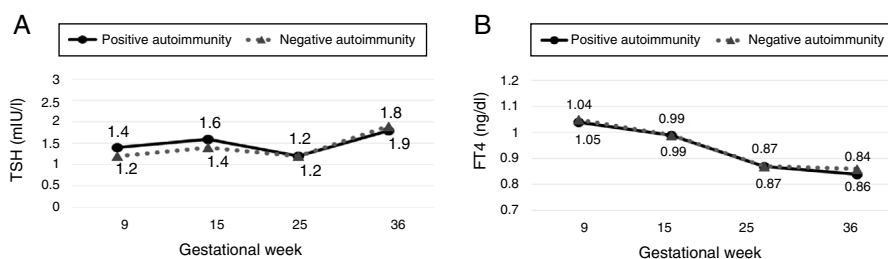 A
Positive autoimmunity Negative autoimmunity
TSH (mIU/l)
3
2.5
2
1.5
1
0.5
0
1.4
1.6
1.2
1.8
1.2
1.4
1.2
1.9
9 15 25 36
Gestational week
B
Positive autoimmunity Negative autoimmunity
FT4 (ng/dl)
1.2
1.1
1
0.9
0.8
0.7
1.04
0.99
0.87
0.84
1.05
0.99
0.87
0.86
9 15 25 36
Gestational week